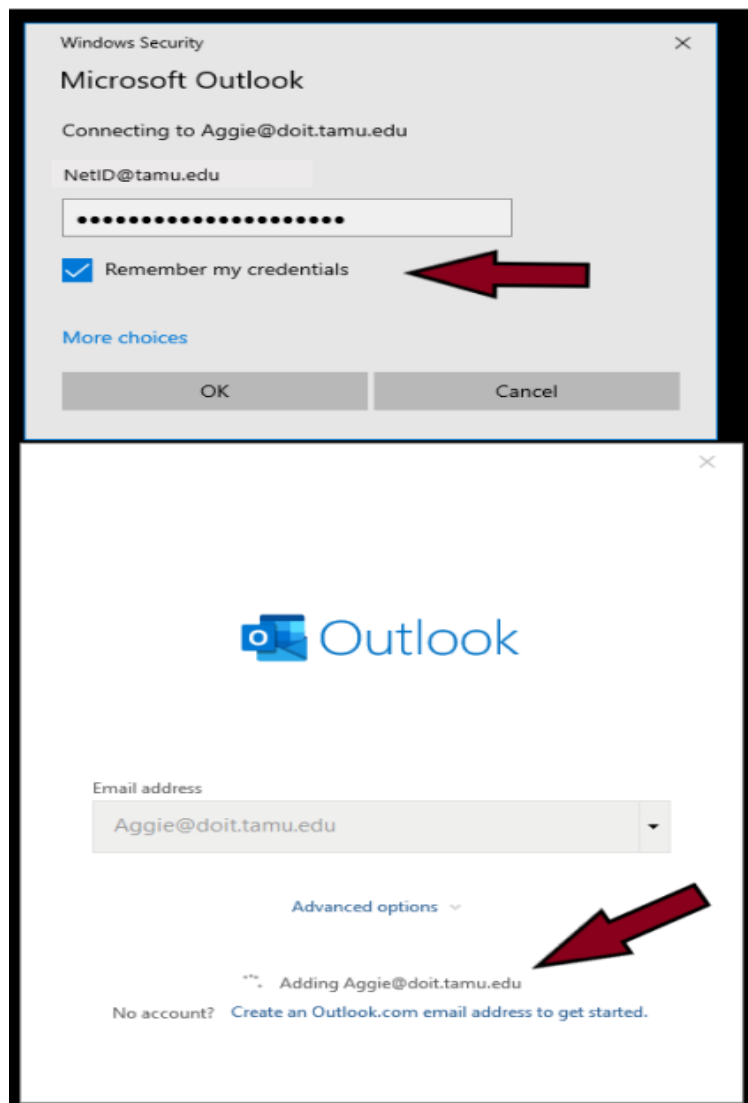 Windows Security
Microsoft Outlook
Connecting to Aggie@doit.tamu.edu
NetID@tamu.edu
Remember my credentials
More choices
OK Cancel
Outlook
Email address
Aggie@doit.tamu.edu
Advanced options
Adding Aggie@doit.tamu.edu
No account? Create an Outlook.com email address to get started.